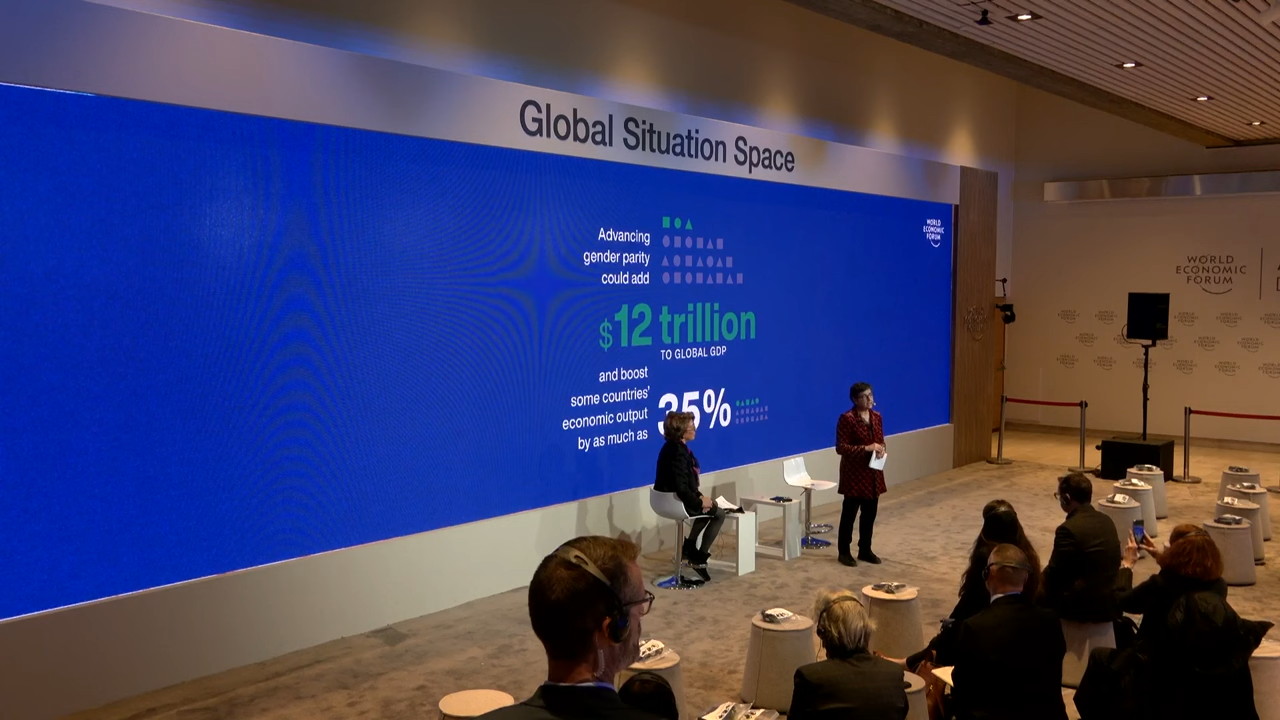 Global Situation Space
WORLD
ECONOMIC
FORUM
Advancing
gender parity
could add
$12 trillion
TO GLOBAL GDP
and boost
some countries'
economic output
by as much as
35%
WORLD
ECONOMIC
FORUM